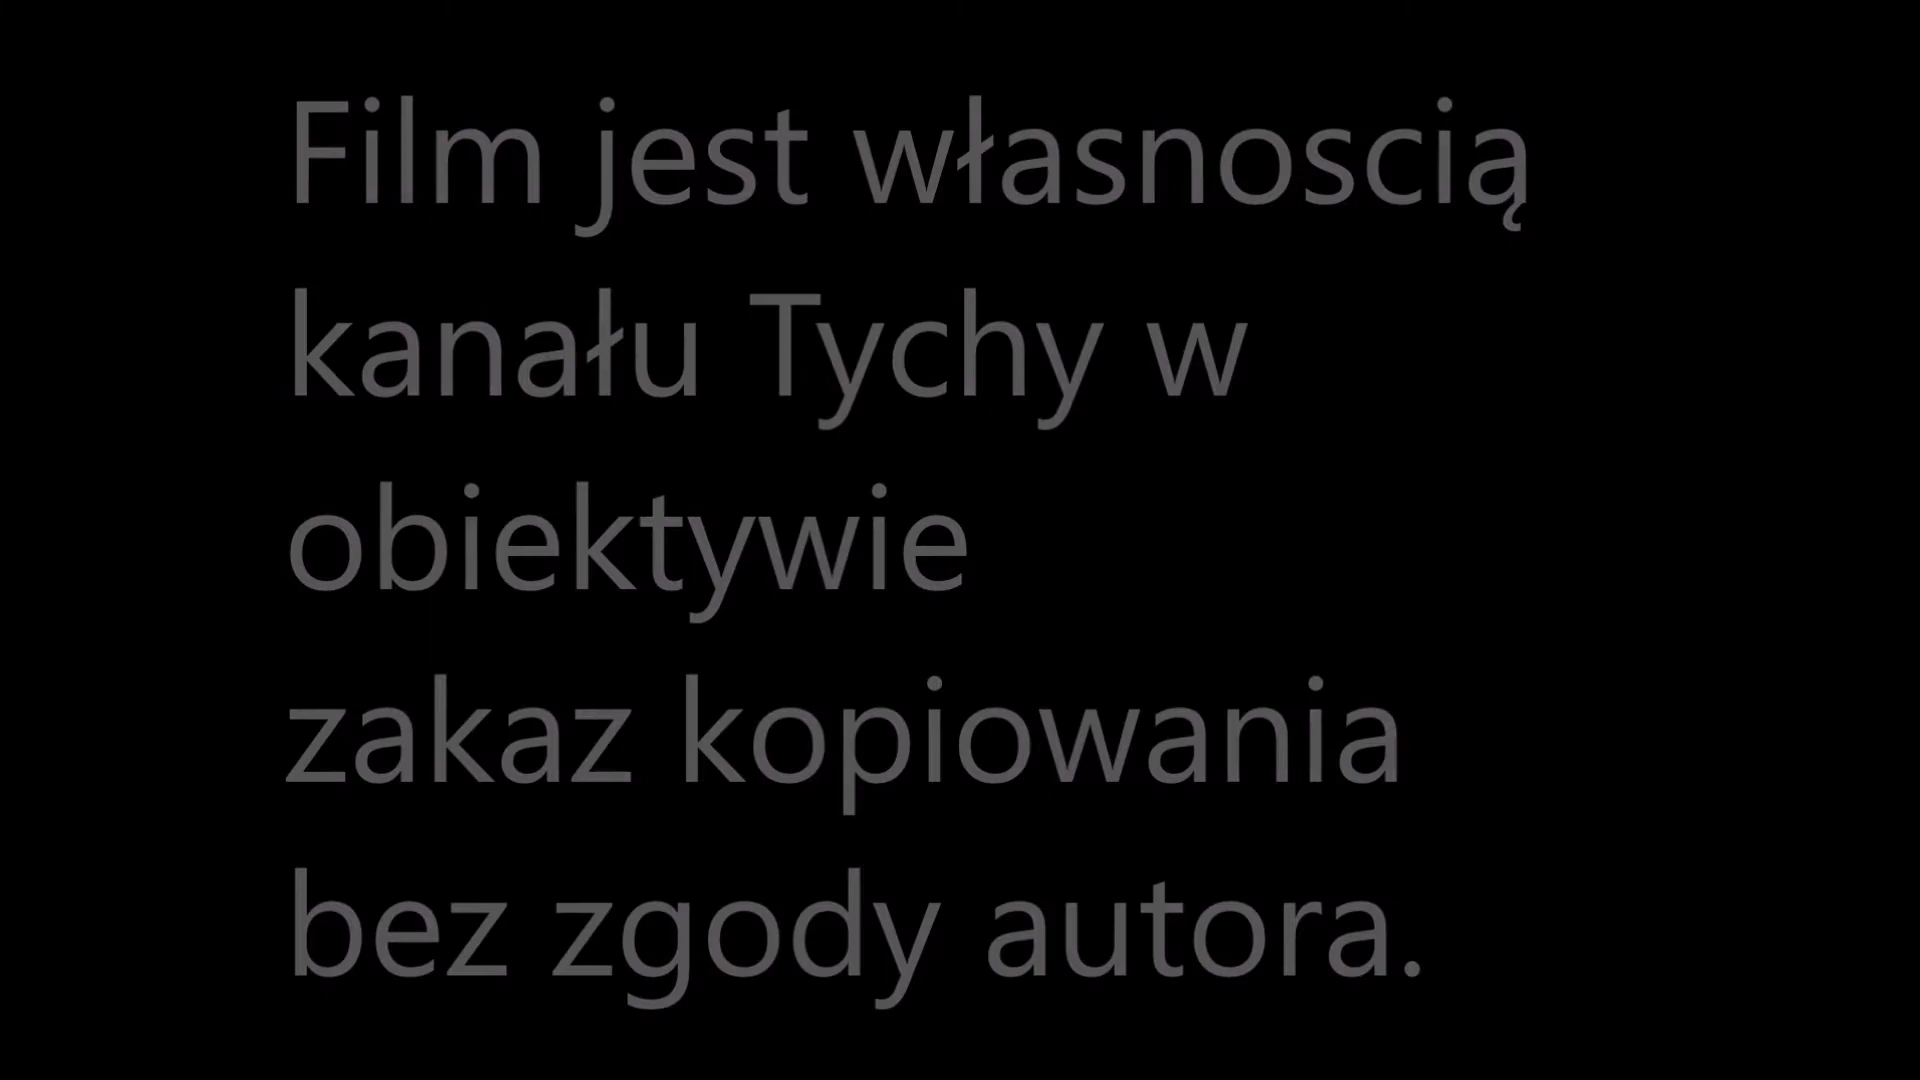 Film jest własnoscią
kanału Tychy w
obiektywie
zakaz kopiowania
bez zgody autora.